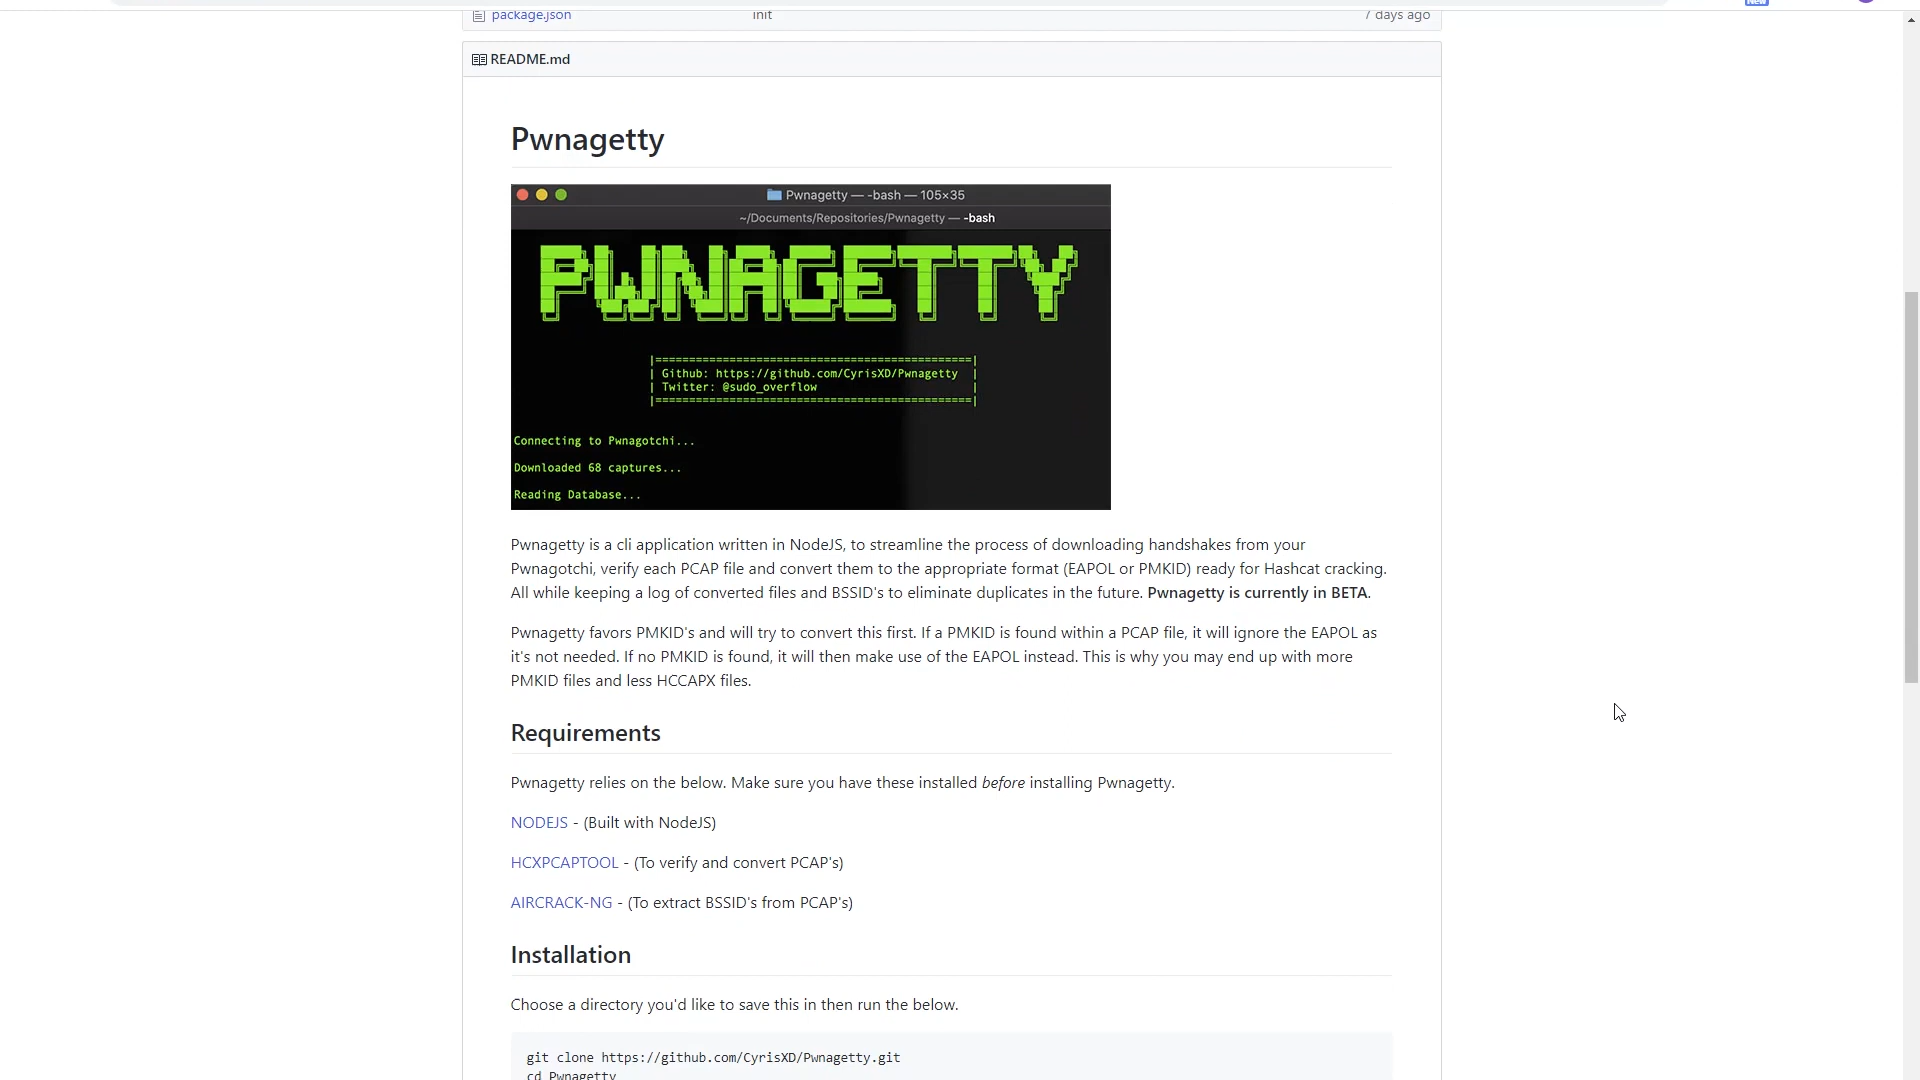 New
package.json init 7 days ago
README.md
Pwnagetty
Pwnagetty — -bash — 105×35
~/Documents/Repositories/Pwnagetty — -bash
PWNAGETTY
|===============================================|
| Github: https://github.com/CyrisXD/Pwnagetty |
| Twitter: @sudo_overflow |
|===============================================|
Connecting to Pwnagotchi...
Downloaded 68 captures...
Reading Database...
Pwnagetty is a cli application written in NodeJS, to streamline the process of downloading handshakes from your
Pwnagotchi, verify each PCAP file and convert them to the appropriate format (EAPOL or PMKID) ready for Hashcat cracking.
All while keeping a log of converted files and BSSID's to eliminate duplicates in the future. Pwnagetty is currently in BETA.
Pwnagetty favors PMKID's and will try to convert this first. If a PMKID is found within a PCAP file, it will ignore the EAPOL as
it's not needed. If no PMKID is found, it will then make use of the EAPOL instead. This is why you may end up with more
PMKID files and less HCCAPX files.
Requirements
Pwnagetty relies on the below. Make sure you have these installed before installing Pwnagetty.
NODEJS - (Built with NodeJS)
HCXPCAPTOOL - (To verify and convert PCAP's)
AIRCRACK-NG - (To extract BSSID's from PCAP's)
Installation
Choose a directory you'd like to save this in then run the below.
git clone https://github.com/CyrisXD/Pwnagetty.git
cd Pwnagetty